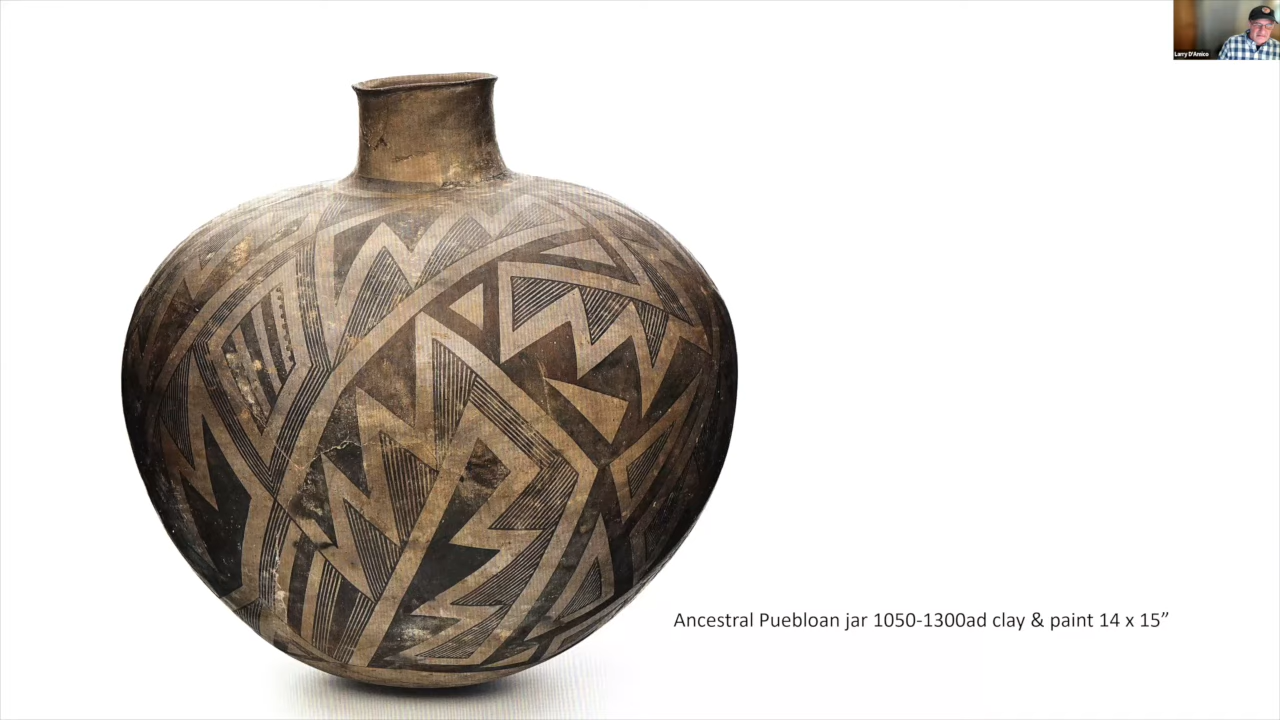 Larry D'Amico
Ancestral Puebloan jar 1050-1300ad clay & paint 14 x 15”